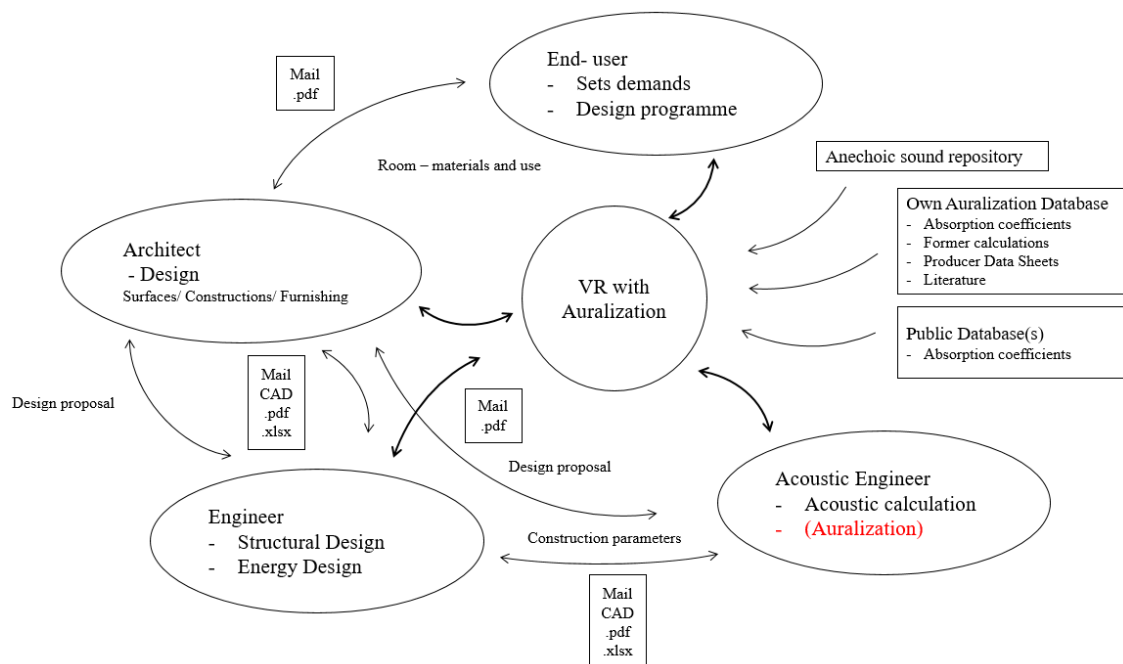 End- user
- Sets demands
- Design programme
Mail
.pdf
Room – materials and use
Anechoic sound repository
Own Auralization Database
- Absorption coefficients
- Former calculations
- Producer Data Sheets
- Literature
Architect
- Design
Surfaces/ Constructions/ Furnishing
VR with
Auralization
Public Database(s)
- Absorption coefficients
Design proposal
Mail
CAD
.pdf
.xlsx
Mail
.pdf
Design proposal
Engineer
- Structural Design
- Energy Design
Construction parameters
Acoustic Engineer
- Acoustic calculation
- (Auralization)
Mail
CAD
.pdf
.xlsx